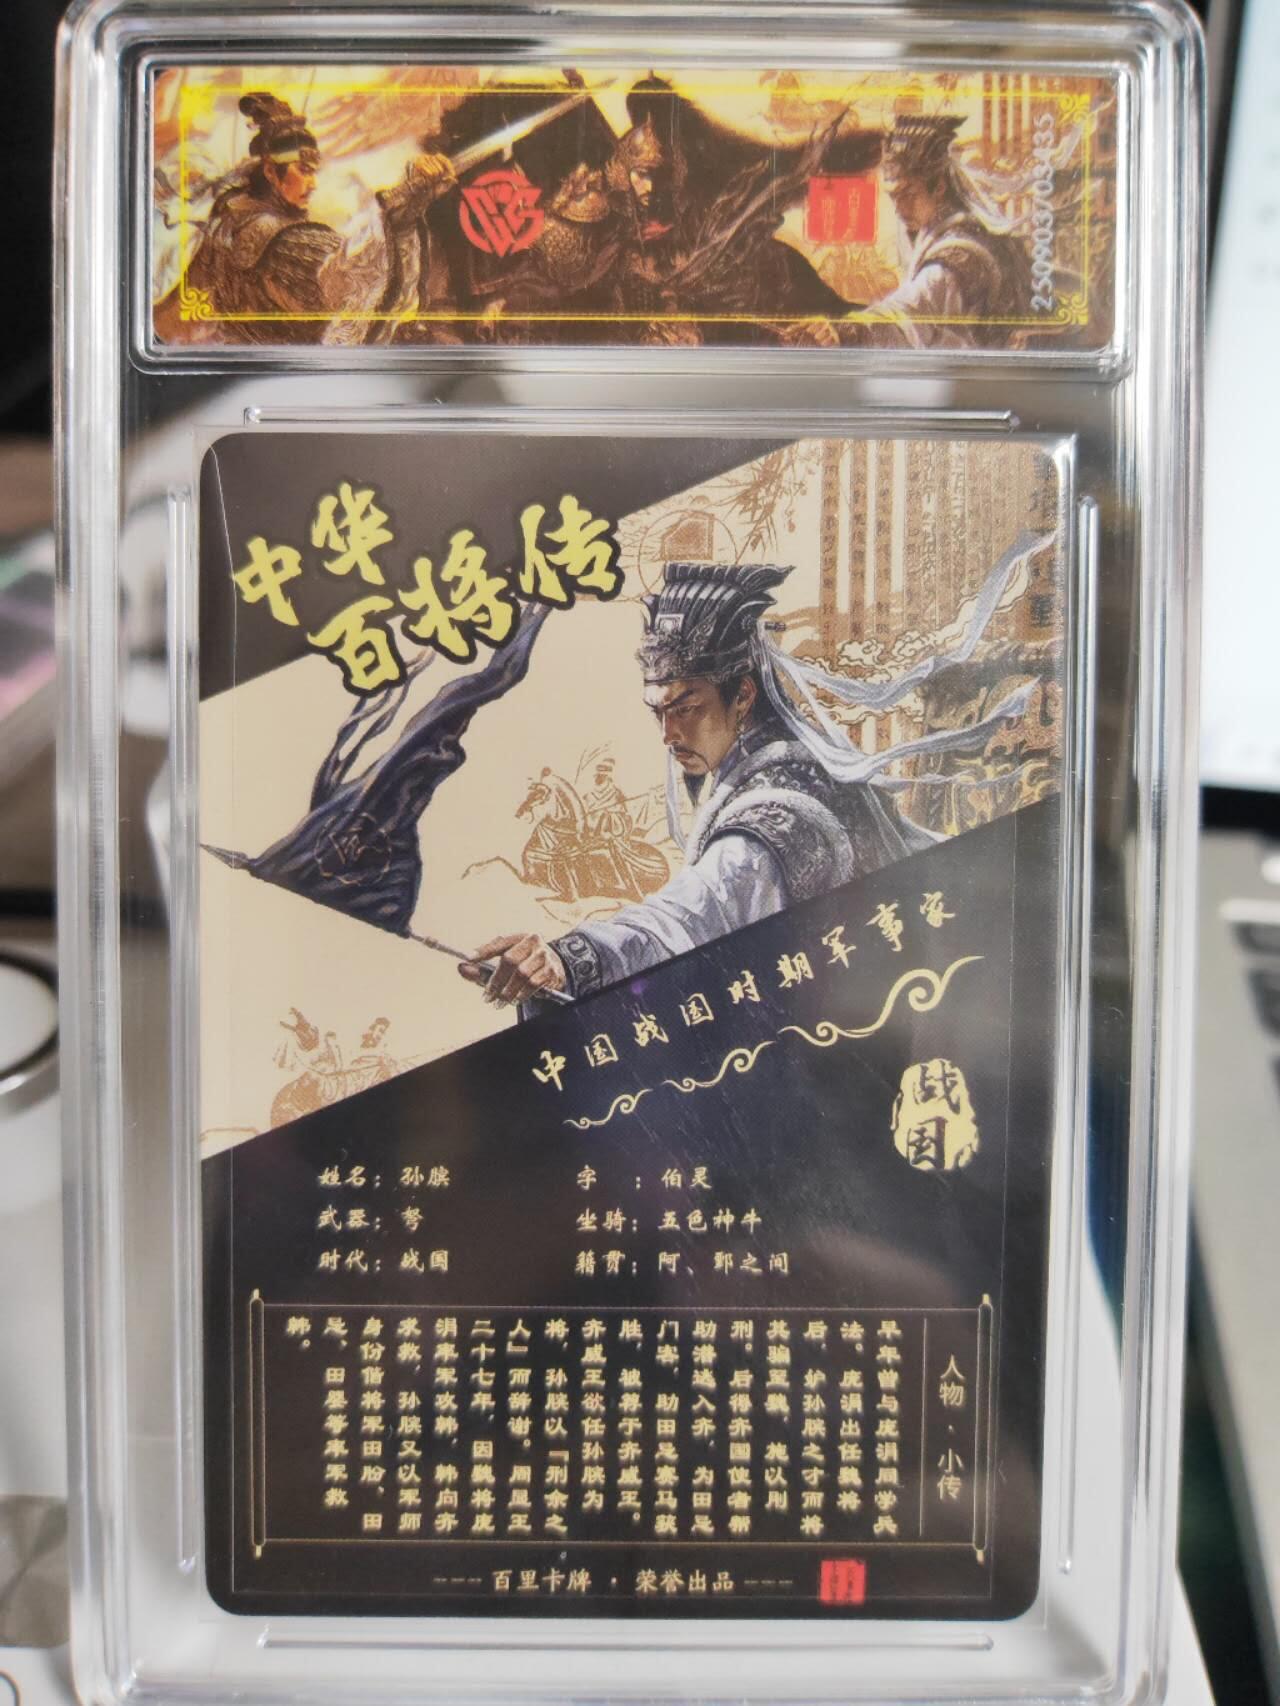 250903703435
中华
百将传
中国战国时期军事家
战国
姓名：孙膑
字：伯灵
武器：弩
坐骑：五色神牛
时代：战国
籍贯：阿、鄄之间
人物·小传
早年曾与庞涓同学兵
法。庞涓出任魏将
后，妒孙膑之才而将
其骗至魏，施以刖
刑。后得齐国使者新
助潜逃入齐，为田忌
门客，助田忌赛马获
胜，被荐于齐威王。
齐威王欲任孙膑为
将，孙膑以『刑余之
人』而辞谢。周显王
二十七年，因魏将庞
涓率军攻韩，韩向齐
求救，孙膑又以军师
身份偕将军田肦、田
忌、田婴等率军救
韩。
---百里卡牌·荣誉出品---